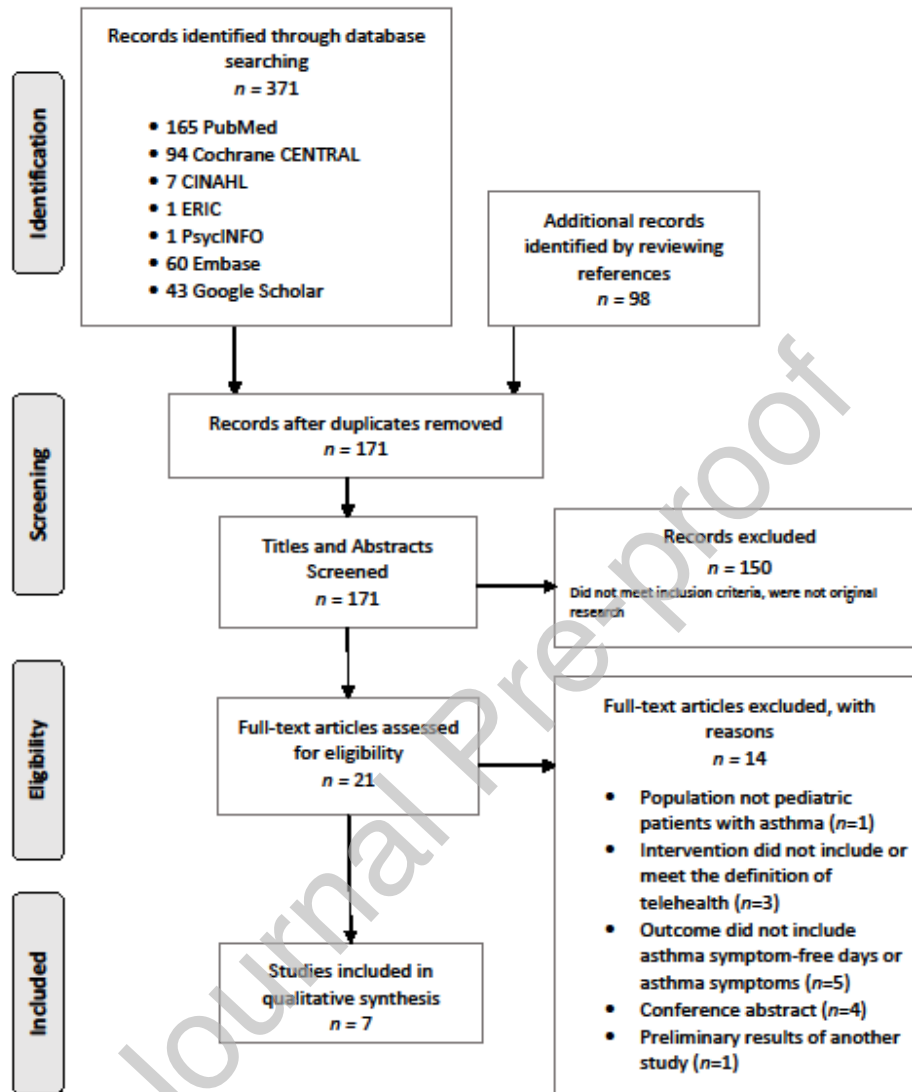 Identification
Records identified through database
searching
n = 371
• 165 PubMed
• 94 Cochrane CENTRAL
• 7 CINAHL
• 1 ERIC
• 1 PsycINFO
• 60 Embase
• 43 Google Scholar
Additional records
identified by reviewing
references
n = 98
Screening
Records after duplicates removed
n = 171
Titles and Abstracts
Screened
n = 171
Records excluded
n = 150
Did not meet inclusion criteria, were not original
research
Eligibility
Full-text articles assessed
for eligibility
n = 21
Full-text articles excluded, with
reasons
n = 14
• Population not pediatric
patients with asthma (n=1)
• Intervention did not include or
meet the definition of
telehealth (n=3)
• Outcome did not include
asthma symptom-free days or
asthma symptoms (n=5)
• Conference abstract (n=4)
• Preliminary results of another
study (n=1)
Included
Studies included in
qualitative synthesis
n = 7
Journal Pre-proof